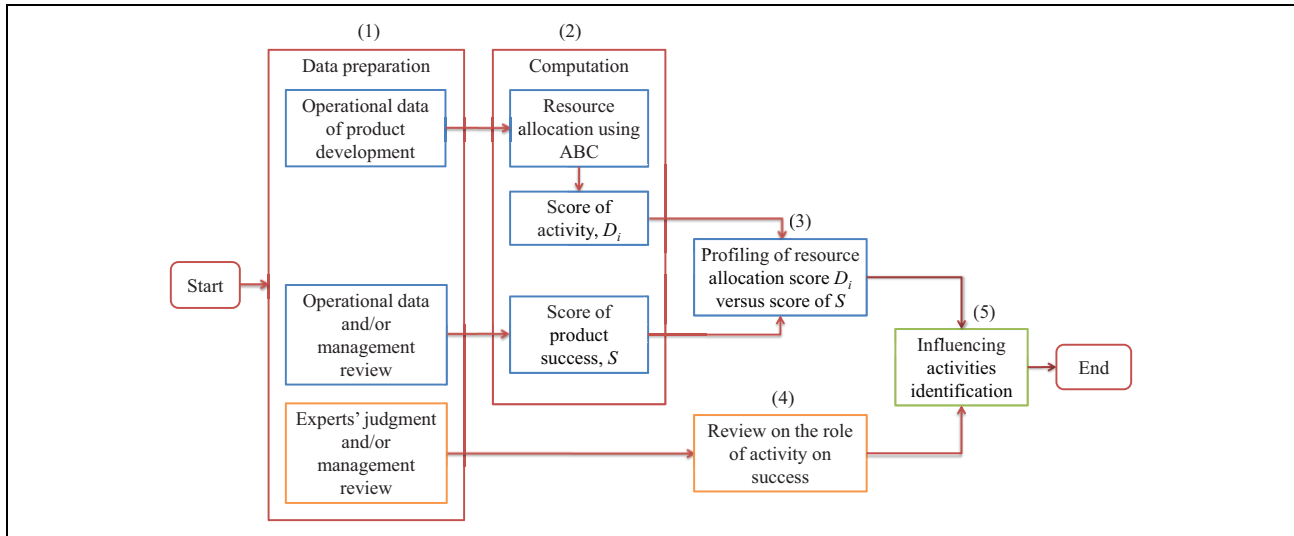 (1)
Data preparation
Operational data
of product
development
Operational data
and/or
management
review
Experts’ judgment
and/or
management
review
Start
(2)
Computation
Resource
allocation using
ABC
Score of
activity, D_i
Score of
product
success, S
(3)
Profiling of resource
allocation score D_i
versus score of S
(4)
Review on the role
of activity on
success
(5)
Influencing
activities
identification
End